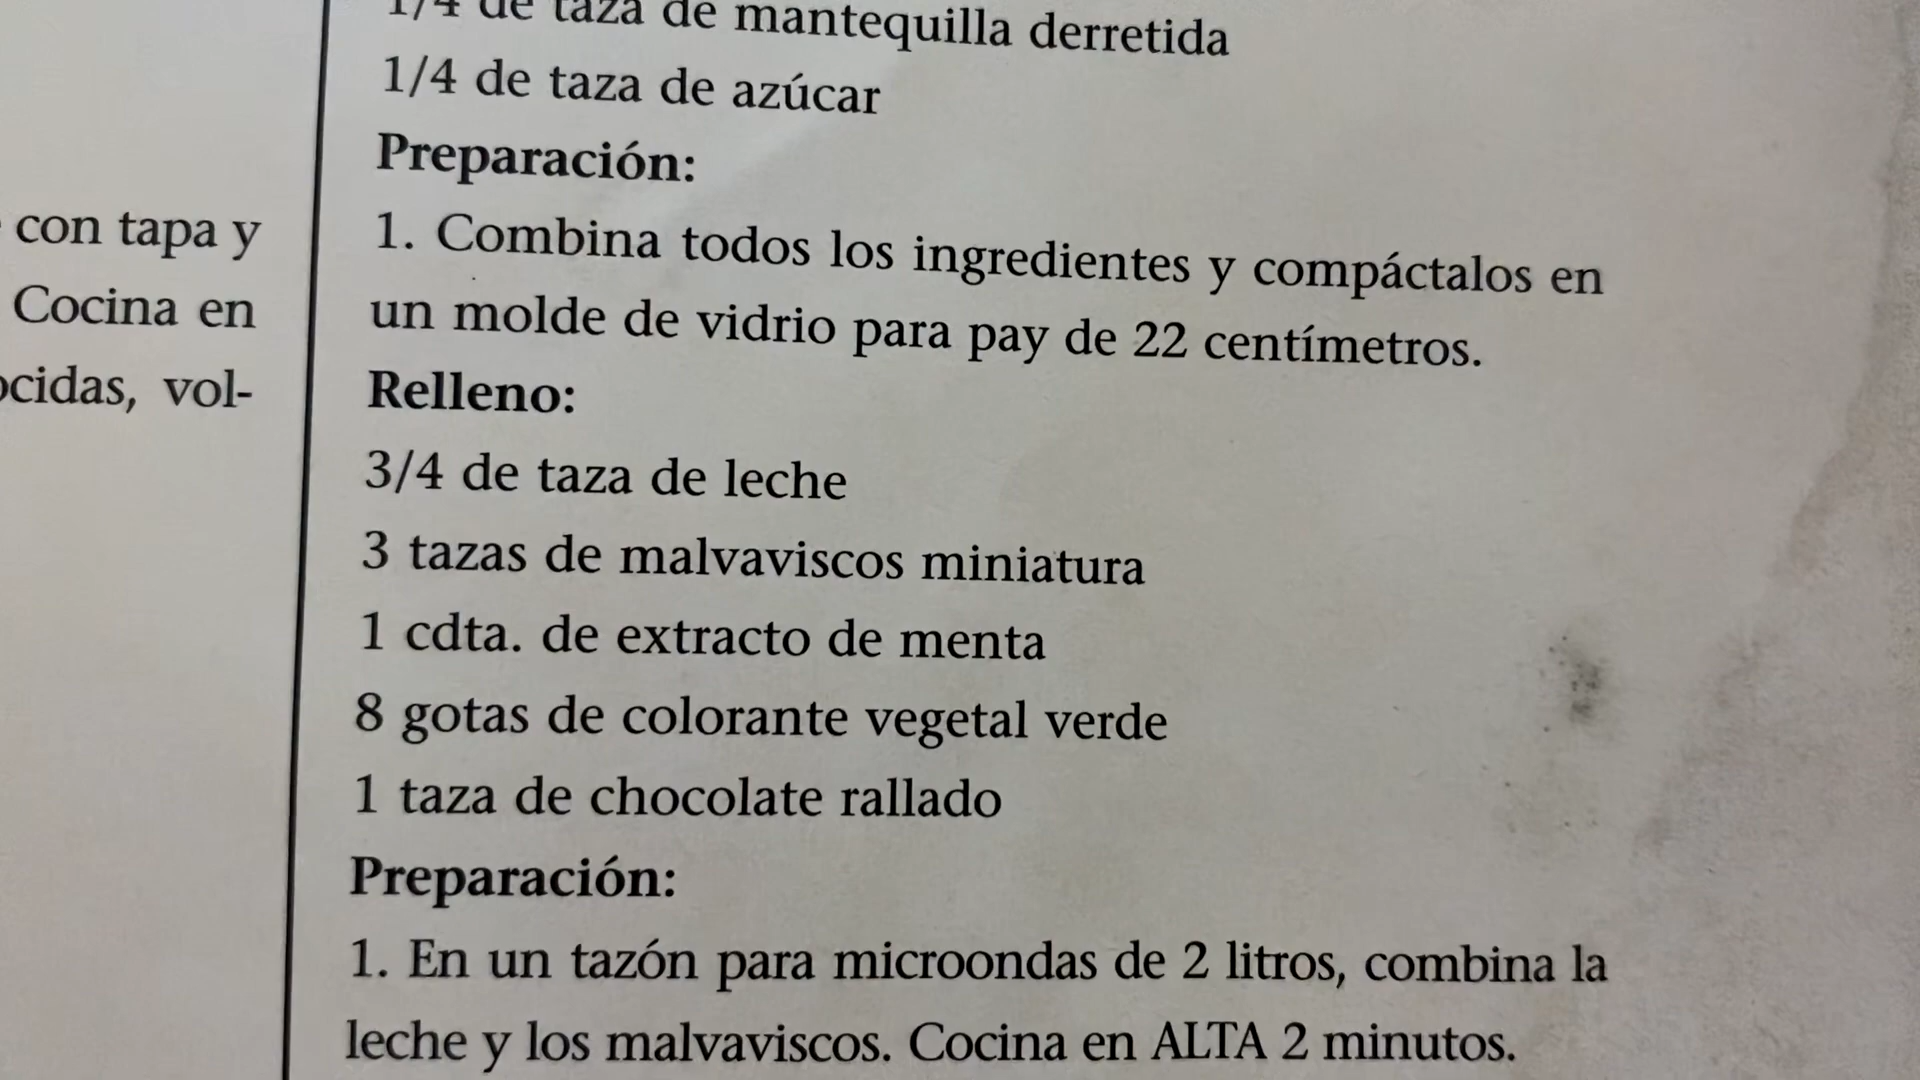 con tapa y
Cocina en
ocidas, vol-
1/4 de taza de mantequilla derretida
1/4 de taza de azúcar
Preparación:
1. Combina todos los ingredientes y compáctalos en
un molde de vidrio para pay de 22 centímetros.
Relleno:
3/4 de taza de leche
3 tazas de malvaviscos miniatura
1 cdta. de extracto de menta
8 gotas de colorante vegetal verde
1 taza de chocolate rallado
Preparación:
1. En un tazón para microondas de 2 litros, combina la
leche y los malvaviscos. Cocina en ALTA 2 minutos.